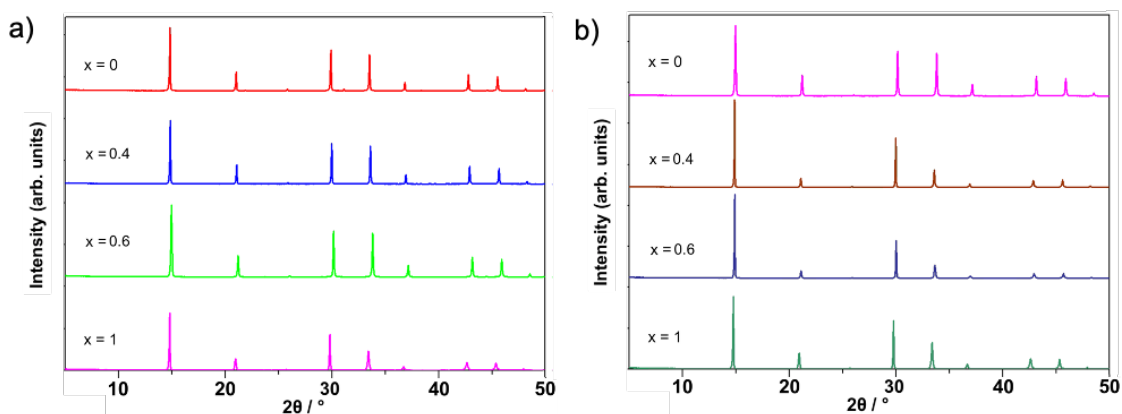 a)
x = 0
x = 0.4
x = 0.6
x = 1
Intensity (arb. units)
10 20 30 40 50
2θ / °
b)
x = 0
x = 0.4
x = 0.6
x = 1
Intensity (arb. units)
10 20 30 40 50
2θ / °